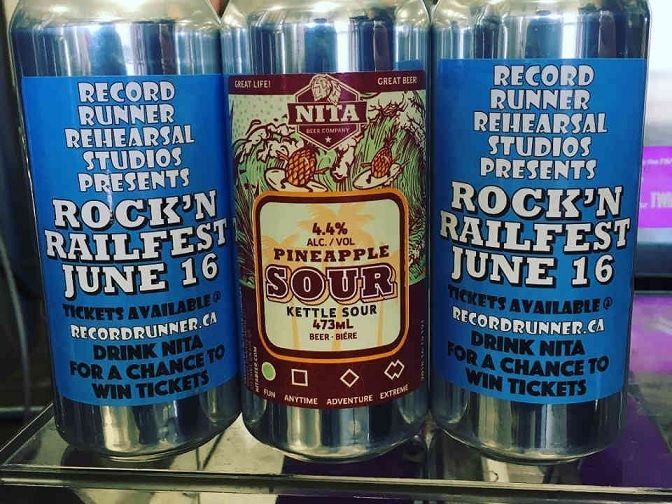 RECORD
RUNNER
REHEARSAL
STUDIOS
PRESENTS
ROCK'N
RAILFEST
JUNE 16
TICKETS AVAILABLE @
RECORDRUNNER.CA
DRINK NITA
FOR A CHANCE TO
WIN TICKETS
GREAT LIFE!
GREAT BEER
NITA
BEER COMPANY
4.4%
ALC. / VOL
PINEAPPLE
SOUR
KETTLE SOUR
473mL
BEER · BIÈRE
FUN ANYTIME ADVENTURE EXTREME
RECORD
RUNNER
REHEARSAL
STUDIOS
PRESENTS
ROCK'N
RAILFEST
JUNE 16
TICKETS AVAILABLE @
RECORDRUNNER.CA
DRINK NITA
FOR A CHANCE TO
WIN TICKETS